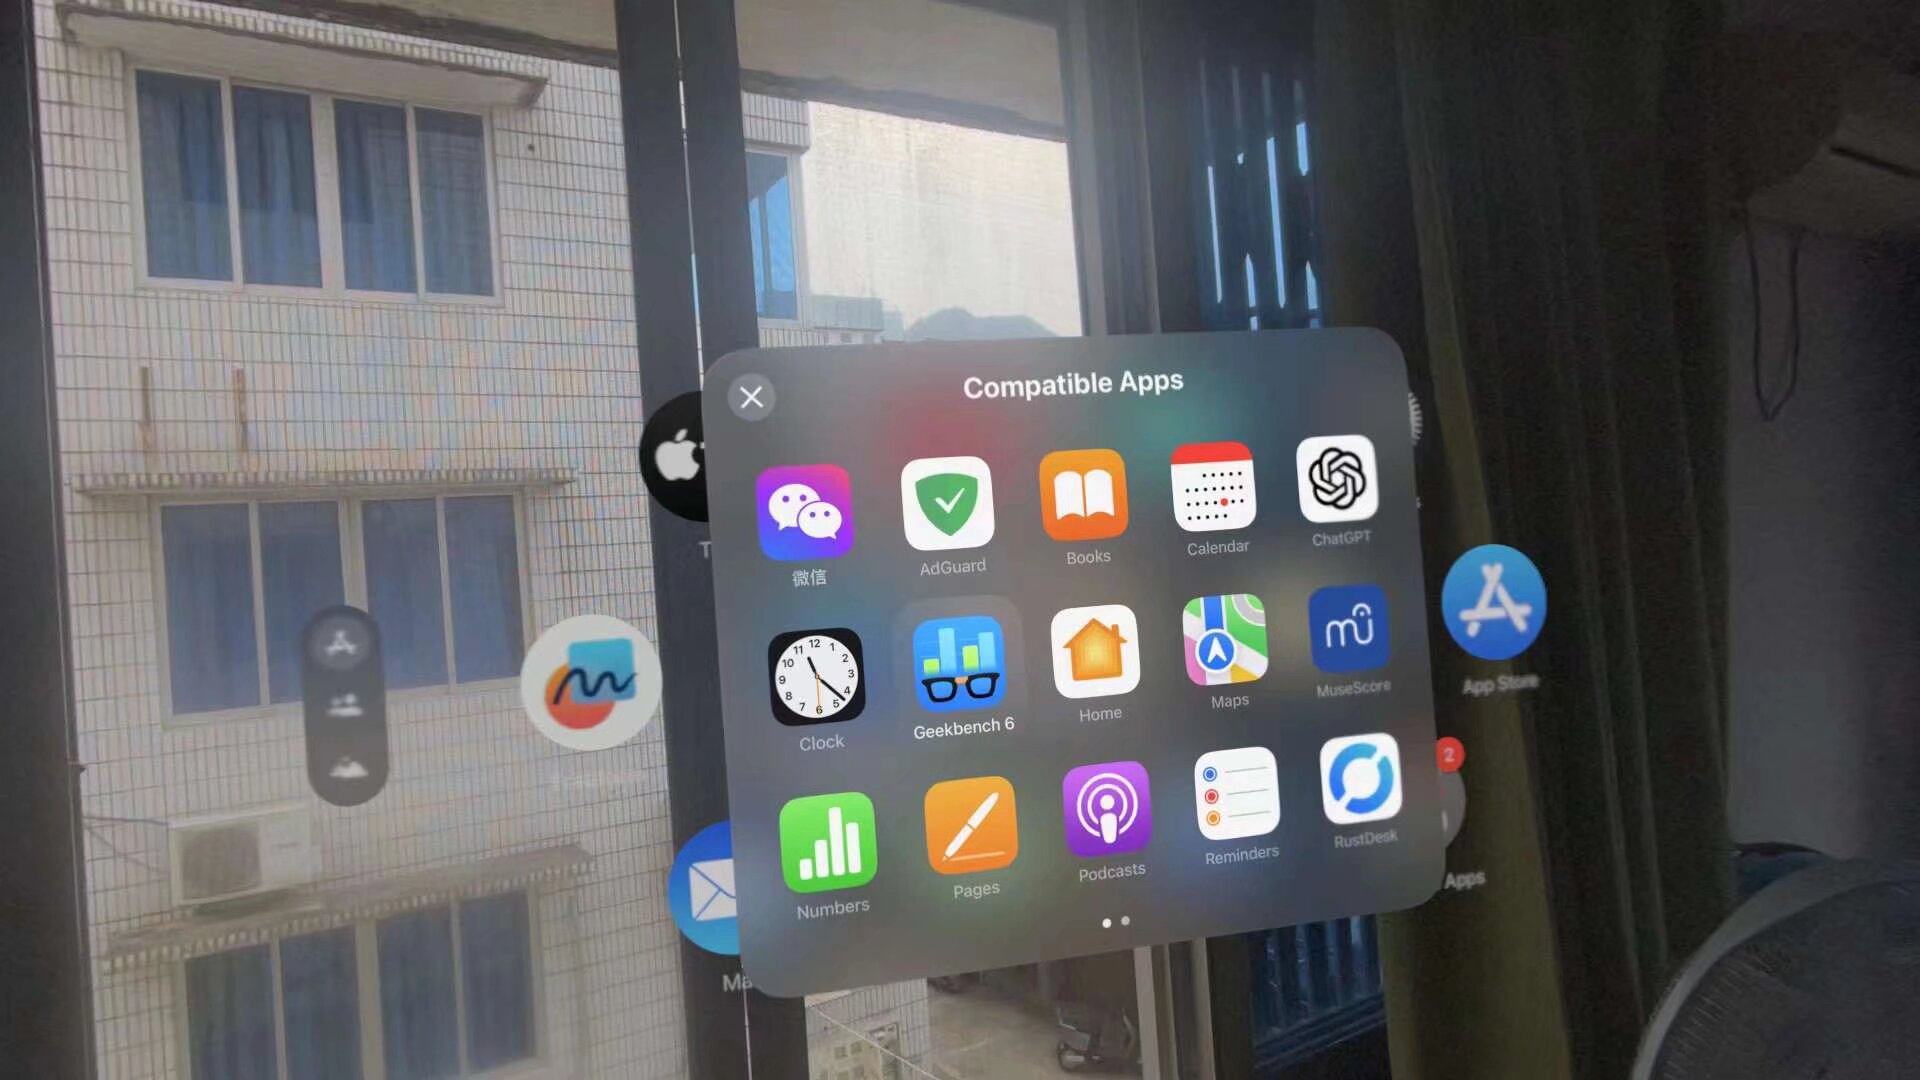 Compatible Apps
微信
AdGuard
Books
Calendar
ChatGPT
Clock
Geekbench 6
Home
Maps
MuseScore
Numbers
Pages
Podcasts
Reminders
RustDesk
App Store
2
Apps